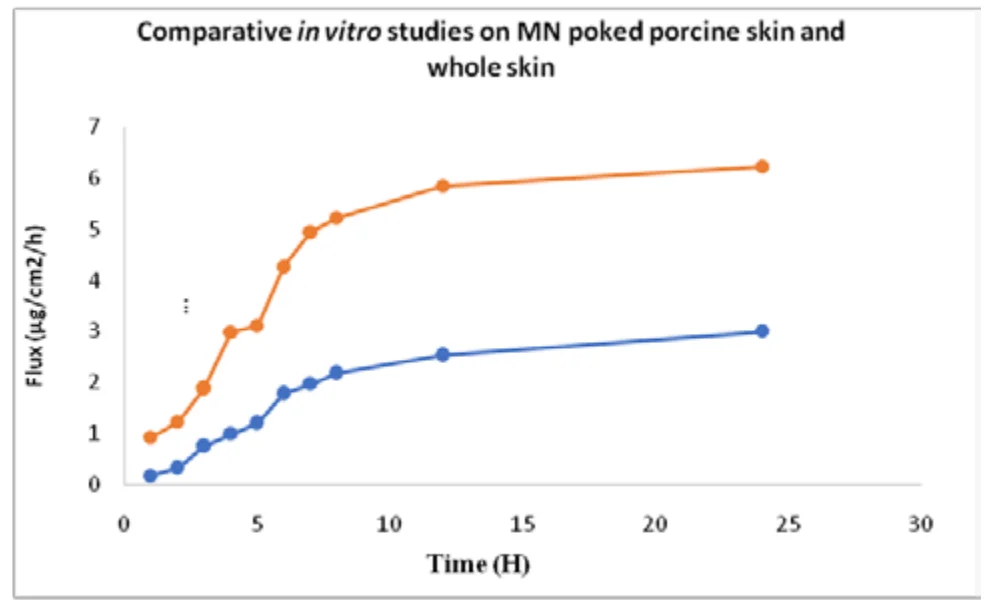 Comparative in vitro studies on MN poked porcine skin and
whole skin
7
6
5
4
3
2
1
0
Flux (µg/cm2/h)
...
0 5 10 15 20 25 30
Time (H)